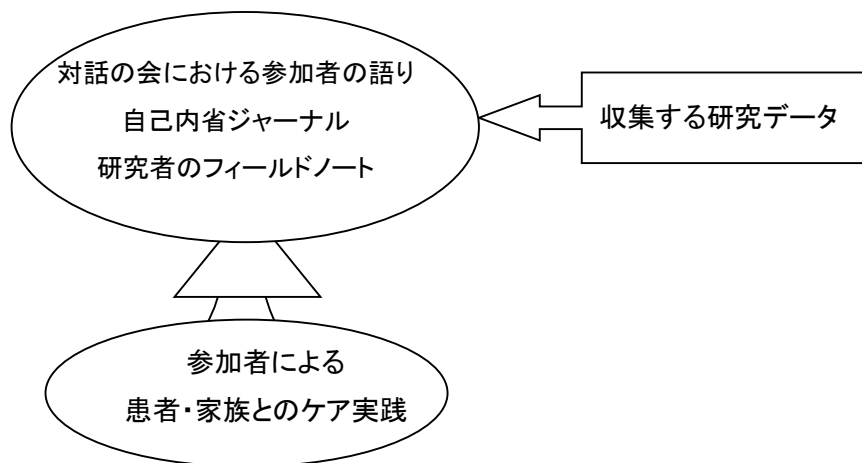 対話の会における参加者の語り
自己内省ジャーナル
研究者のフィールドノート
収集する研究データ
参加者による
患者・家族とのケア実践